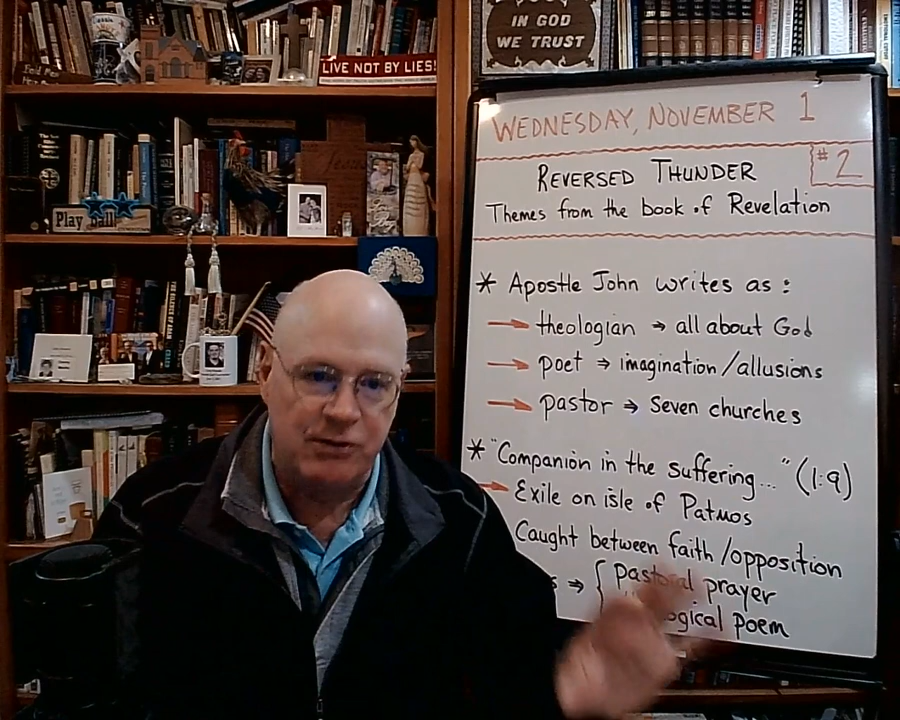 IN GOD
WE TRUST
LIVE NOT BY LIES!
Play ball
WEDNESDAY, NOVEMBER 1
#2
REVERSED THUNDER
Themes from the book of Revelation
* Apostle John writes as:
→ theologian → all about God
→ poet → imagination/allusions
→ pastor → Seven churches
* "Companion in the suffering..." (1:9)
→ Exile on isle of Patmos
Caught between faith/opposition
s → { Pastoral prayer
ogical poem